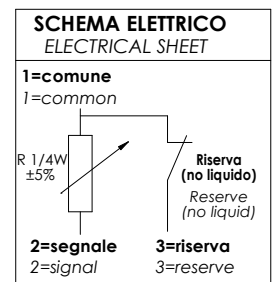 SCHEMA ELETTRICO
ELECTRICAL SHEET
1=comune
1=common
R 1/4W
±5%
Riserva
(no liquido)
Reserve
(no liquid)
2=segnale
2=signal
3=riserva
3=reserve